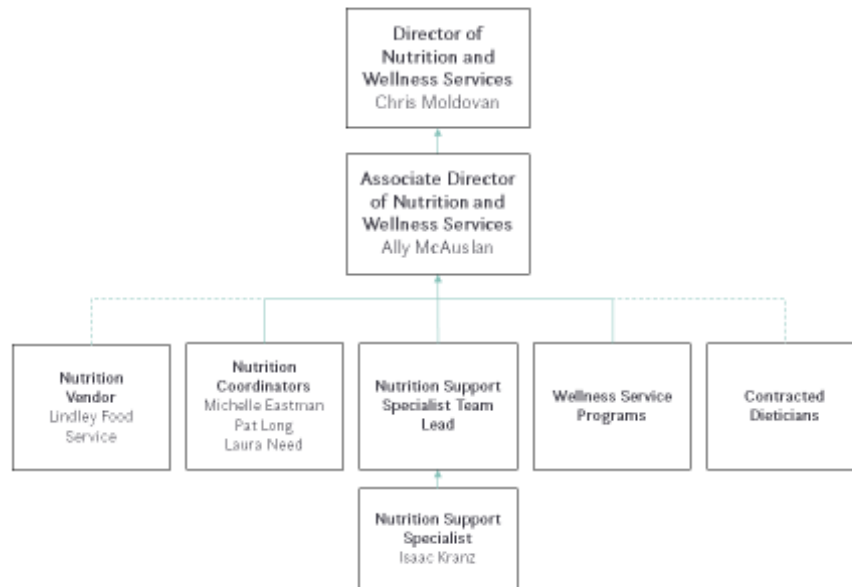 Director of
Nutrition and
Wellness Services
Chris Moldovan
Associate Director
of Nutrition and
Wellness Services
Ally McAuslan
Nutrition
Vendor
Lindley Food
Service
Nutrition
Coordinators
Michelle Eastman
Pat Long
Laura Need
Nutrition Support
Specialist Team
Lead
Wellness Service
Programs
Contracted
Dieticians
Nutrition Support
Specialist
Isaac Kranz